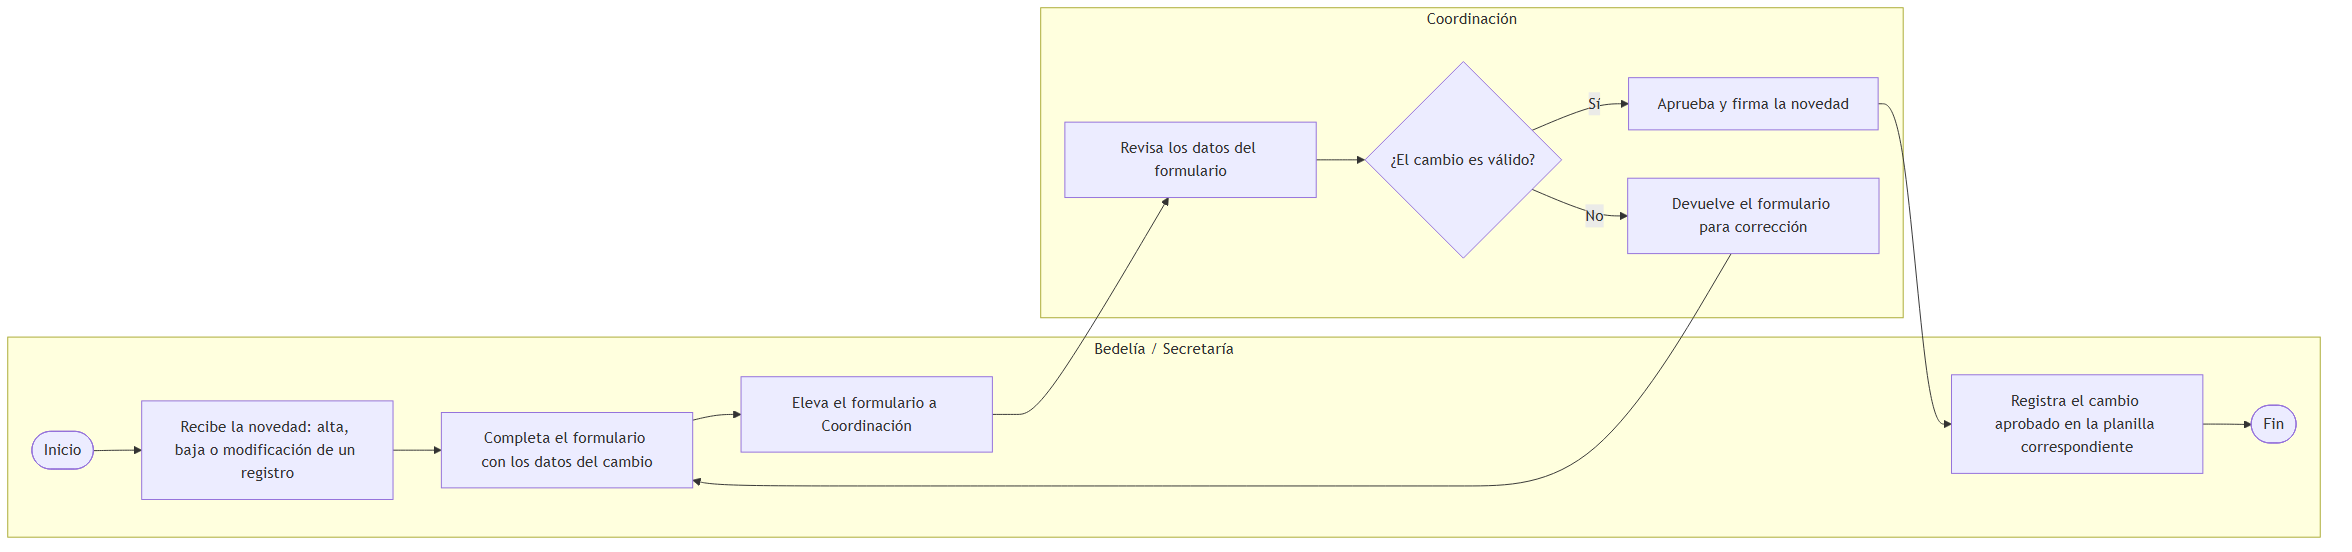 Coordinación
Revisa los datos del
formulario
¿El cambio es válido?
Sí
Aprueba y firma la novedad
No
Devuelve el formulario
para corrección
Bedelía / Secretaría
Inicio
Recibe la novedad: alta,
baja o modificación de un
registro
Completa el formulario
con los datos del cambio
Eleva el formulario a
Coordinación
Registra el cambio
aprobado en la planilla
correspondiente
Fin